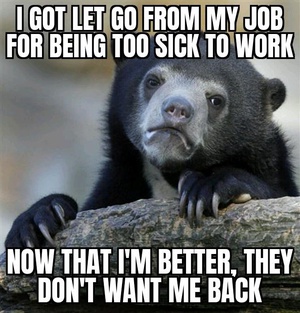 I GOT LET GO FROM MY JOB
FOR BEING TOO SICK TO WORK
NOW THAT I'M BETTER, THEY
DON'T WANT ME BACK